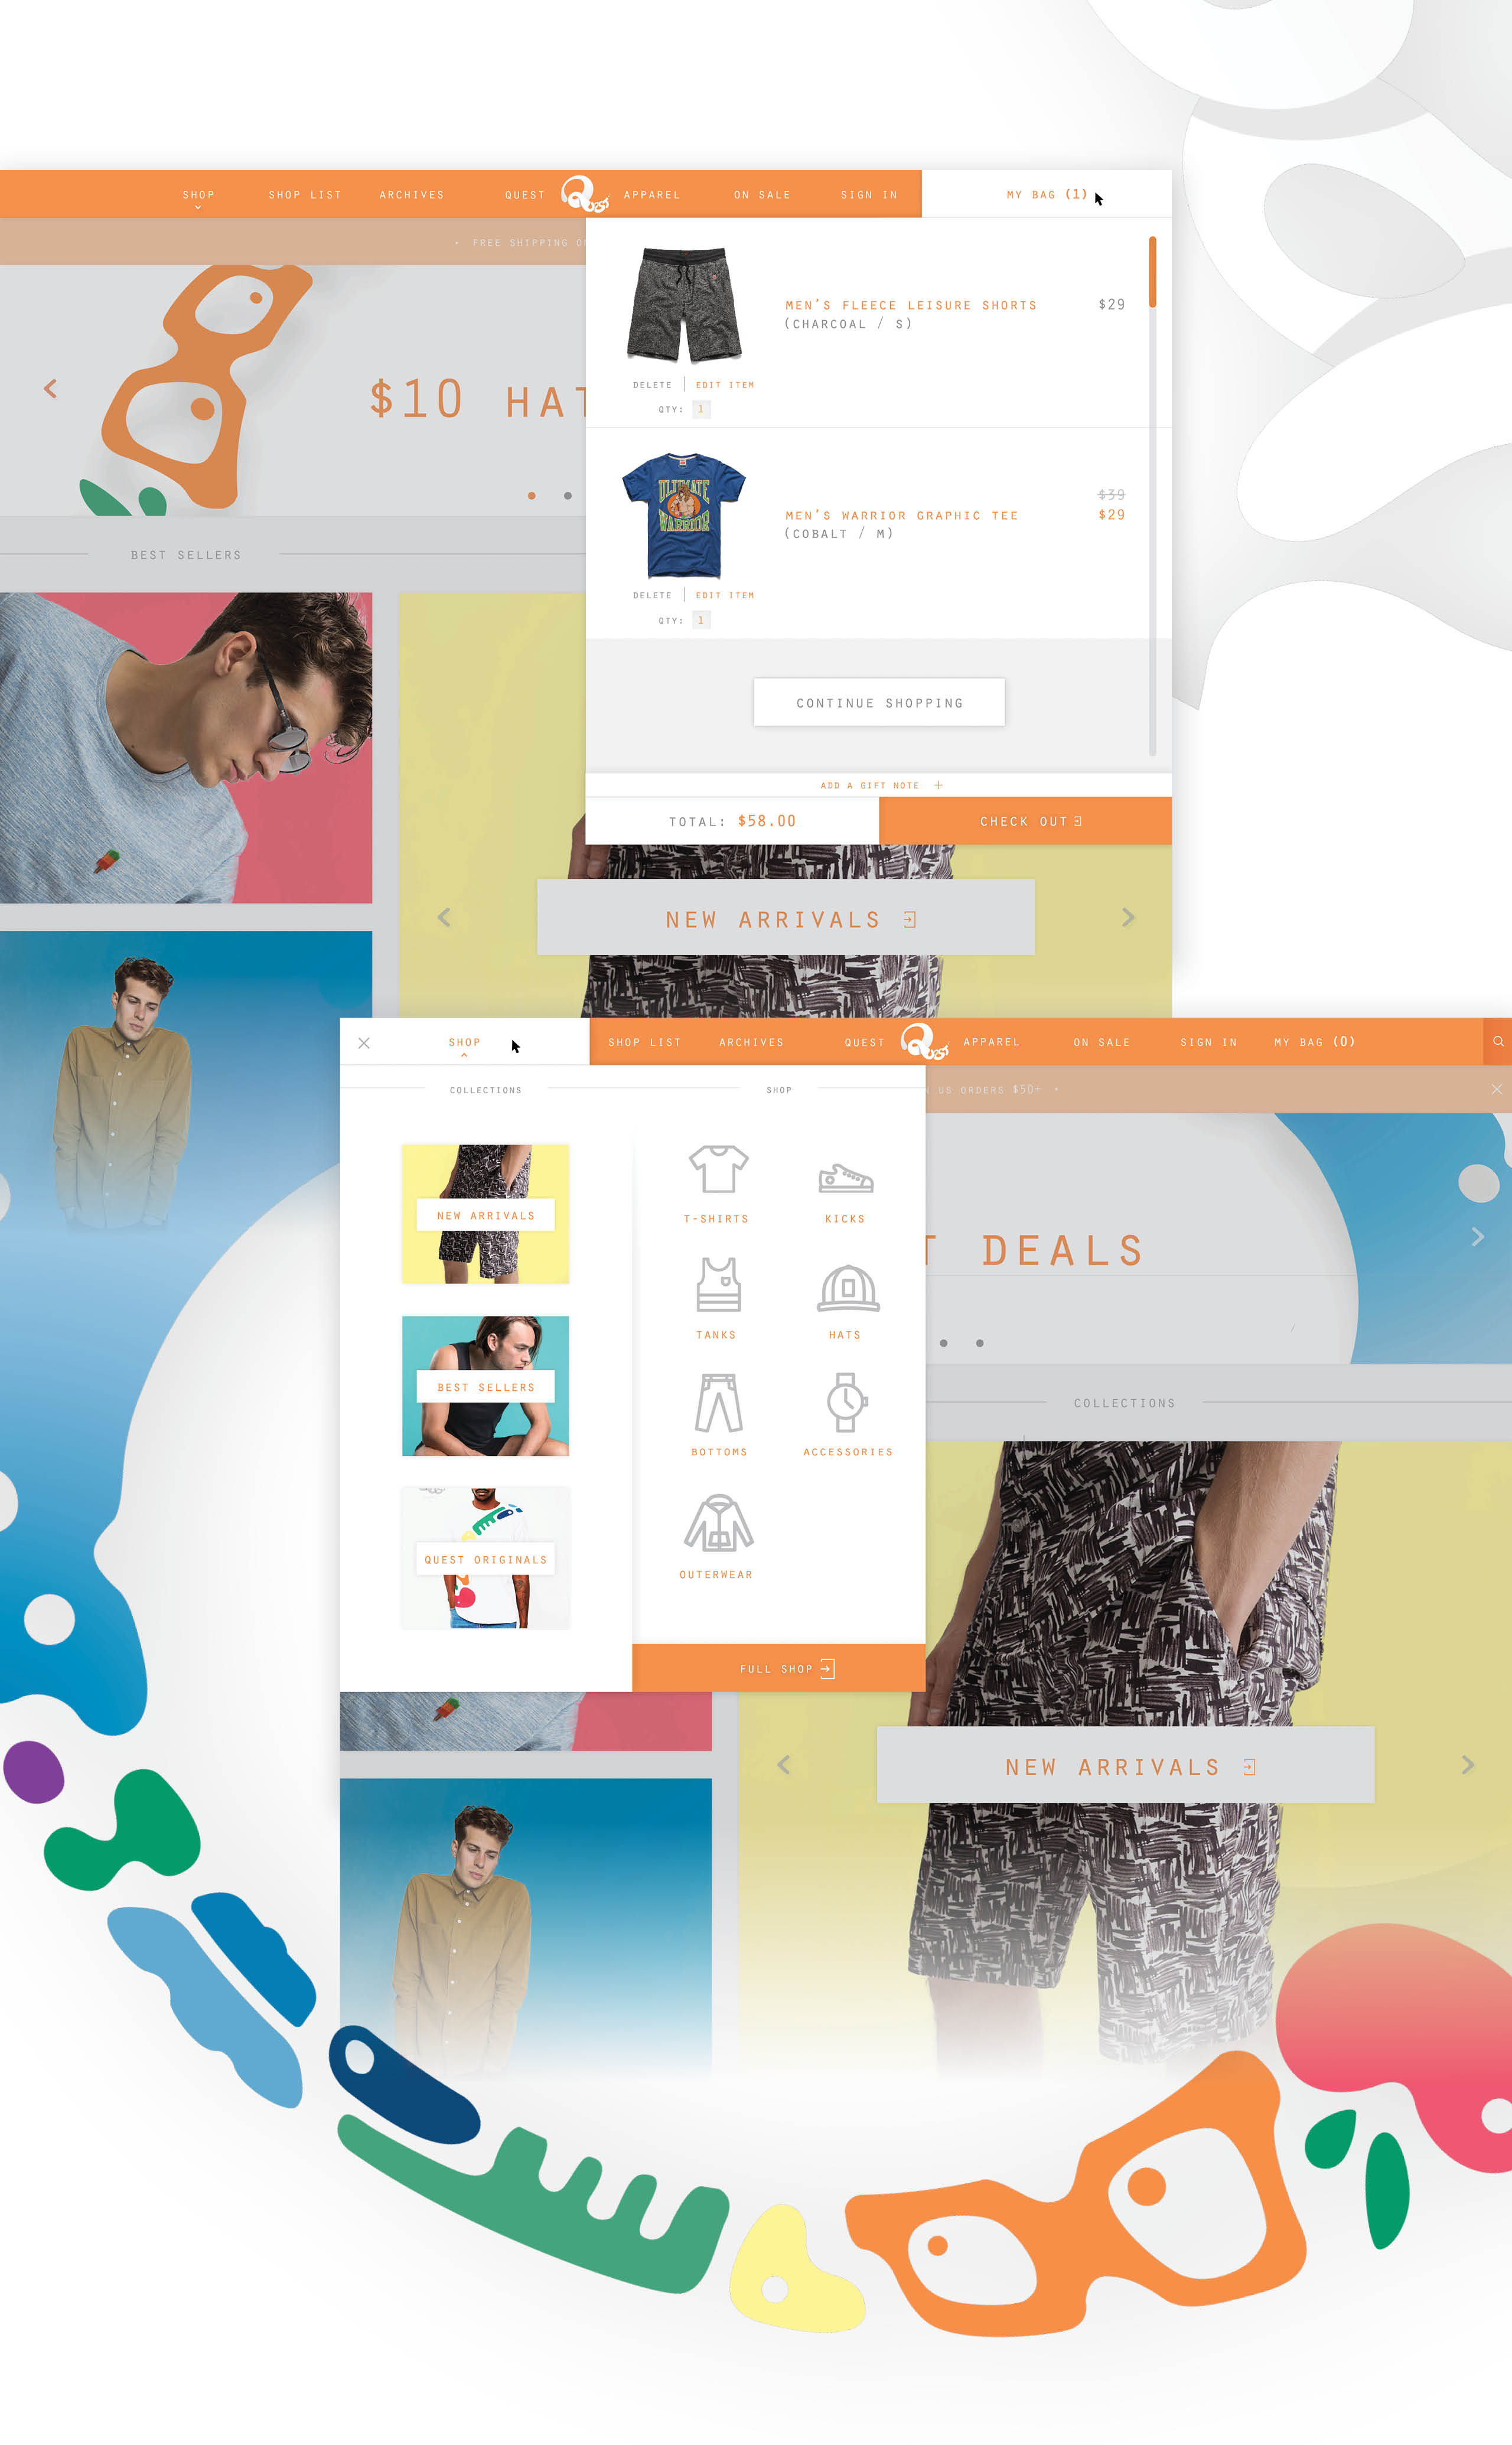 SHOP
SHOP LIST
ARCHIVES
QUEST
Quest
APPAREL
ON SALE
SIGN IN
MY BAG (1)
• FREE SHIPPING O
$10 HAT
MEN'S FLEECE LEISURE SHORTS
(CHARCOAL / S)
$29
DELETE | EDIT ITEM
QTY: 1
ULTIMATE
WARRIOR
$39
MEN'S WARRIOR GRAPHIC TEE
$29
(COBALT / M)
DELETE | EDIT ITEM
QTY: 1
BEST SELLERS
CONTINUE SHOPPING
ADD A GIFT NOTE +
TOTAL: $58.00
CHECK OUT
NEW ARRIVALS
SHOP
SHOP LIST
ARCHIVES
QUEST
Quest
APPAREL
ON SALE
SIGN IN
MY BAG (0)
COLLECTIONS
SHOP
US ORDERS $50+ •
NEW ARRIVALS
T-SHIRTS
KICKS
T DEALS
BEST SELLERS
TANKS
HATS
BOTTOMS
ACCESSORIES
COLLECTIONS
QUEST ORIGINALS
OUTERWEAR
FULL SHOP
NEW ARRIVALS